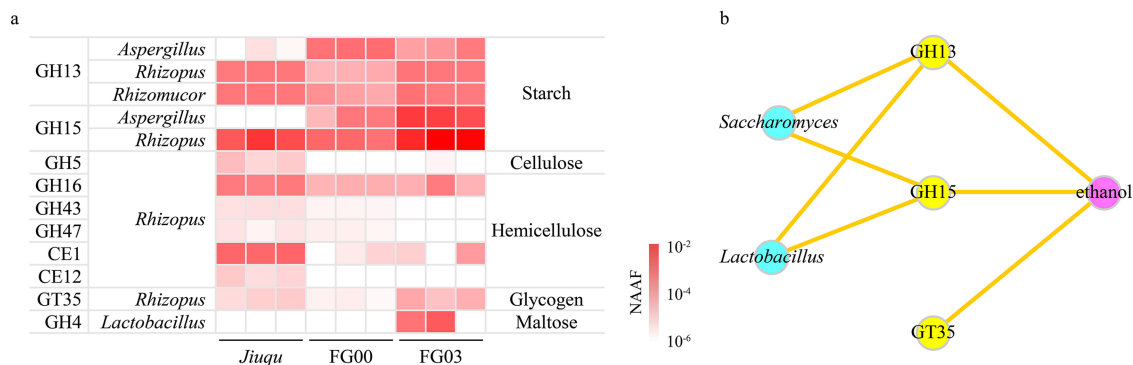 a
GH13 Aspergillus Starch
Rhizopus
Rhizomucor
GH15 Aspergillus
Rhizopus
GH5 Rhizopus Cellulose
GH16 Hemicellulose
GH43
GH47
CE1
CE12
GT35 Rhizopus Glycogen
GH4 Lactobacillus Maltose
Jiuqu FG00 FG03
NAAF
10⁻²
10⁻⁴
10⁻⁶
b
GH13
Saccharomyces
GH15
ethanol
Lactobacillus
GT35